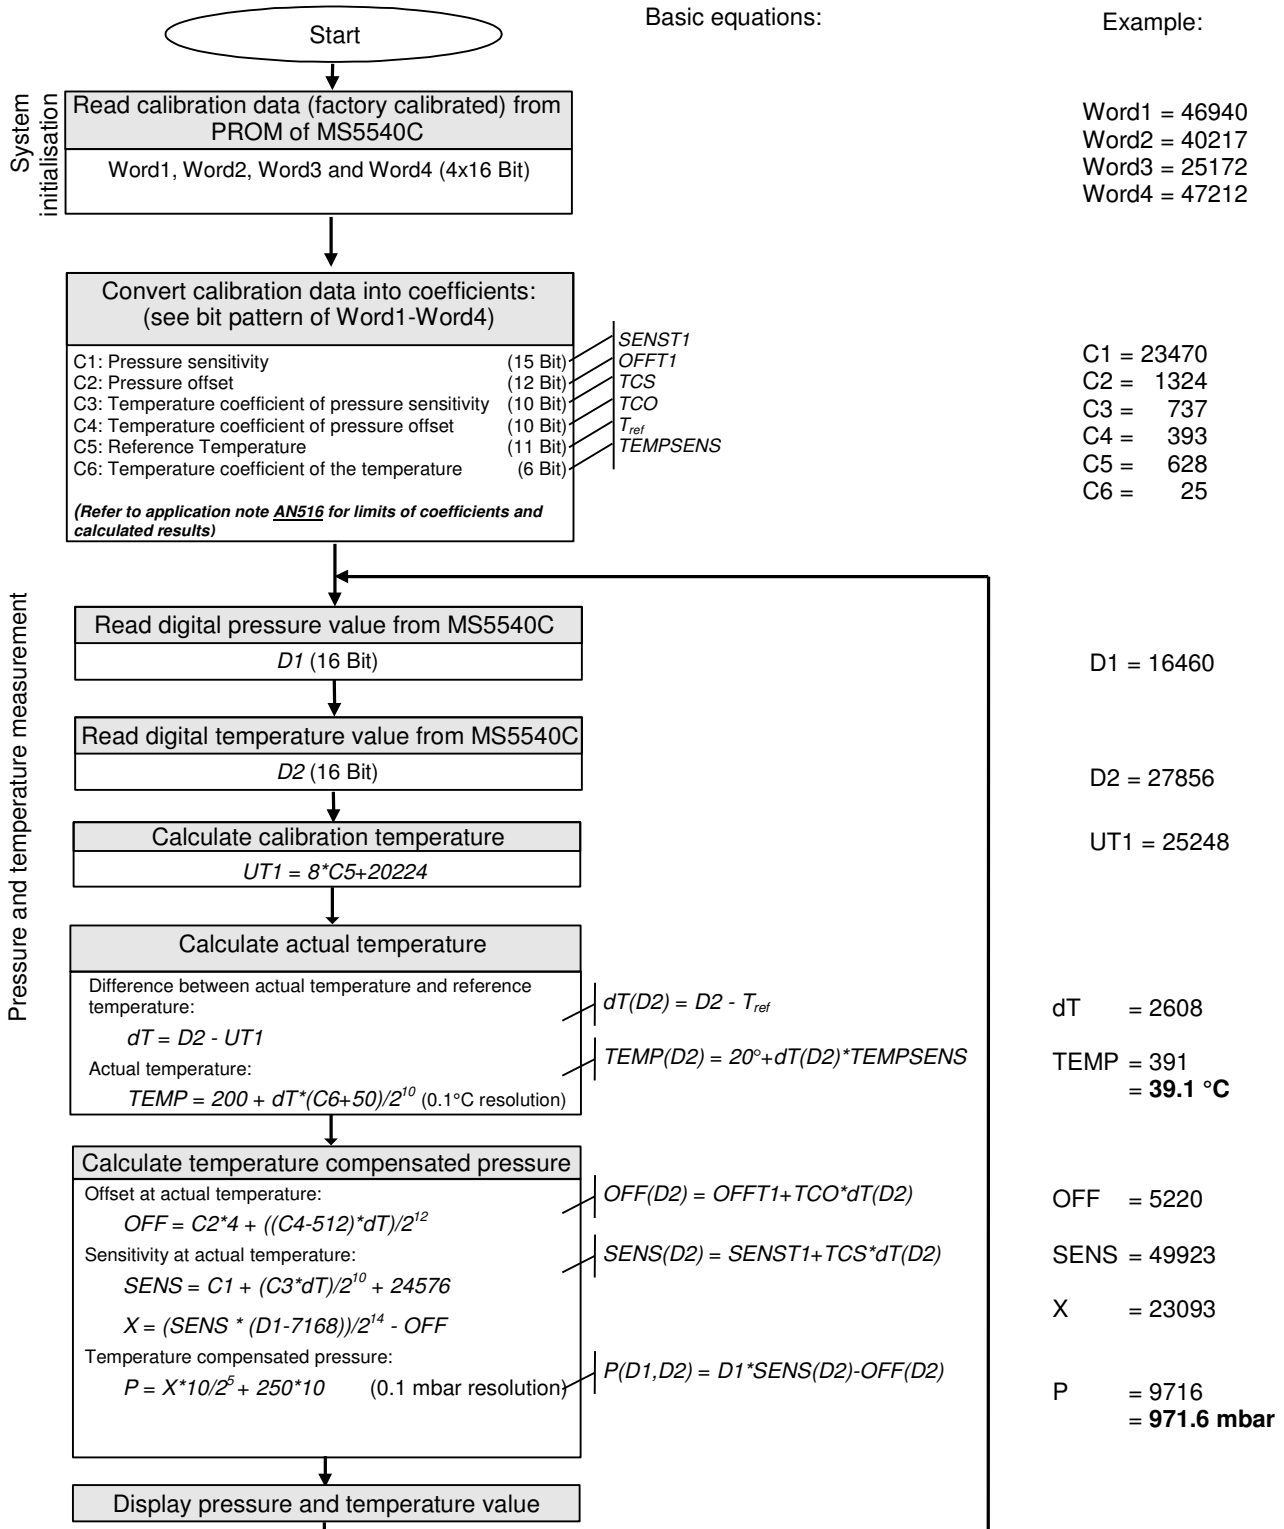 Basic equations:
Example:
Start
System
initialisation
Read calibration data (factory calibrated) from
PROM of MS5540C
Word1, Word2, Word3 and Word4 (4x16 Bit)
Word1 = 46940
Word2 = 40217
Word3 = 25172
Word4 = 47212
Convert calibration data into coefficients:
(see bit pattern of Word1-Word4)
C1: Pressure sensitivity (15 Bit) SENST1
C2: Pressure offset (12 Bit) OFFT1
C3: Temperature coefficient of pressure sensitivity (10 Bit) TCS
C4: Temperature coefficient of pressure offset (10 Bit) TCO
C5: Reference Temperature (11 Bit) T_ref
C6: Temperature coefficient of the temperature (6 Bit) TEMPSENS
(Refer to application note AN516 for limits of coefficients and
calculated results)
C1 = 23470
C2 = 1324
C3 = 737
C4 = 393
C5 = 628
C6 = 25
Pressure and temperature measurement
Read digital pressure value from MS5540C
D1 (16 Bit)
D1 = 16460
Read digital temperature value from MS5540C
D2 (16 Bit)
D2 = 27856
Calculate calibration temperature
UT1 = 8*C5+20224
UT1 = 25248
Calculate actual temperature
Difference between actual temperature and reference
temperature:
dT = D2 - UT1
dT(D2) = D2 - T_ref
dT = 2608
Actual temperature:
TEMP = 200 + dT*(C6+50)/2^10 (0.1°C resolution)
TEMP(D2) = 20°+dT(D2)*TEMPSENS
TEMP = 391
= 39.1 °C
Calculate temperature compensated pressure
Offset at actual temperature:
OFF = C2*4 + ((C4-512)*dT)/2^12
OFF(D2) = OFFT1+TCO*dT(D2)
OFF = 5220
Sensitivity at actual temperature:
SENS = C1 + (C3*dT)/2^10 + 24576
SENS(D2) = SENST1+TCS*dT(D2)
SENS = 49923
X = (SENS * (D1-7168))/2^14 - OFF
X = 23093
Temperature compensated pressure:
P = X*10/2^5 + 250*10 (0.1 mbar resolution)
P(D1,D2) = D1*SENS(D2)-OFF(D2)
P = 9716
= 971.6 mbar
Display pressure and temperature value